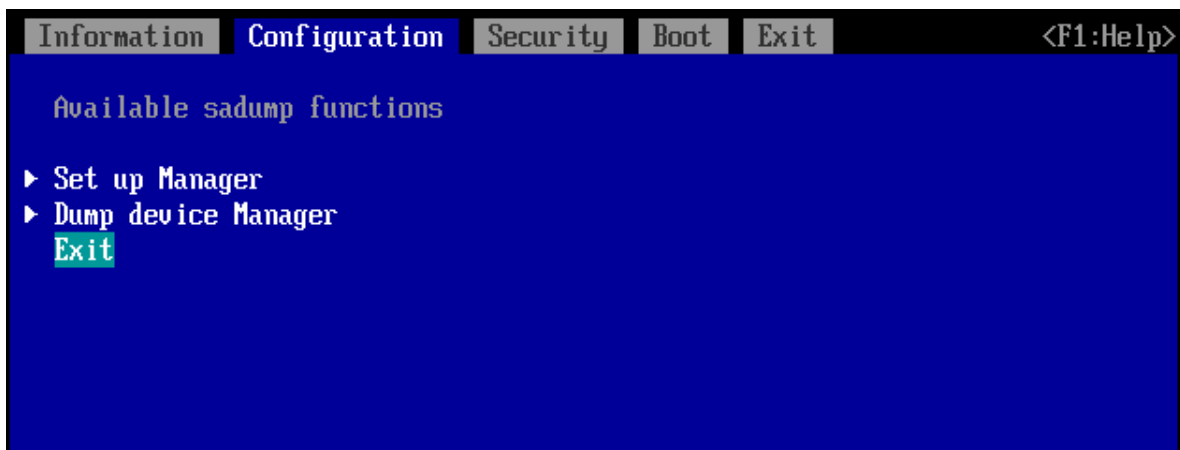 Information Configuration Security Boot Exit <F1:Help>
Available sadump functions
Set up Manager
Dump device Manager
Exit